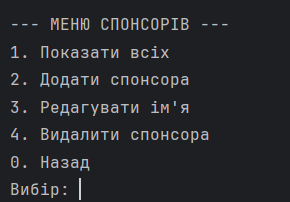 --- МЕНЮ СПОНСОРІВ ---
1. Показати всіх
2. Додати спонсора
3. Редагувати ім'я
4. Видалити спонсора
0. Назад
Вибір: